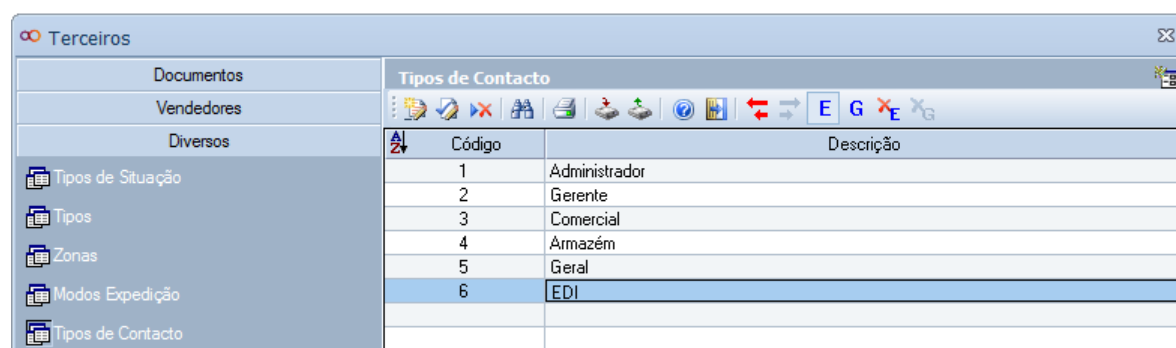 Terceiros
Documentos
Vendedores
Diversos
Tipos de Situação
Tipos
Zonas
Modos Expedição
Tipos de Contacto
Tipos de Contacto
E G E G
Código Descrição
1 Administrador
2 Gerente
3 Comercial
4 Armazém
5 Geral
6 EDI